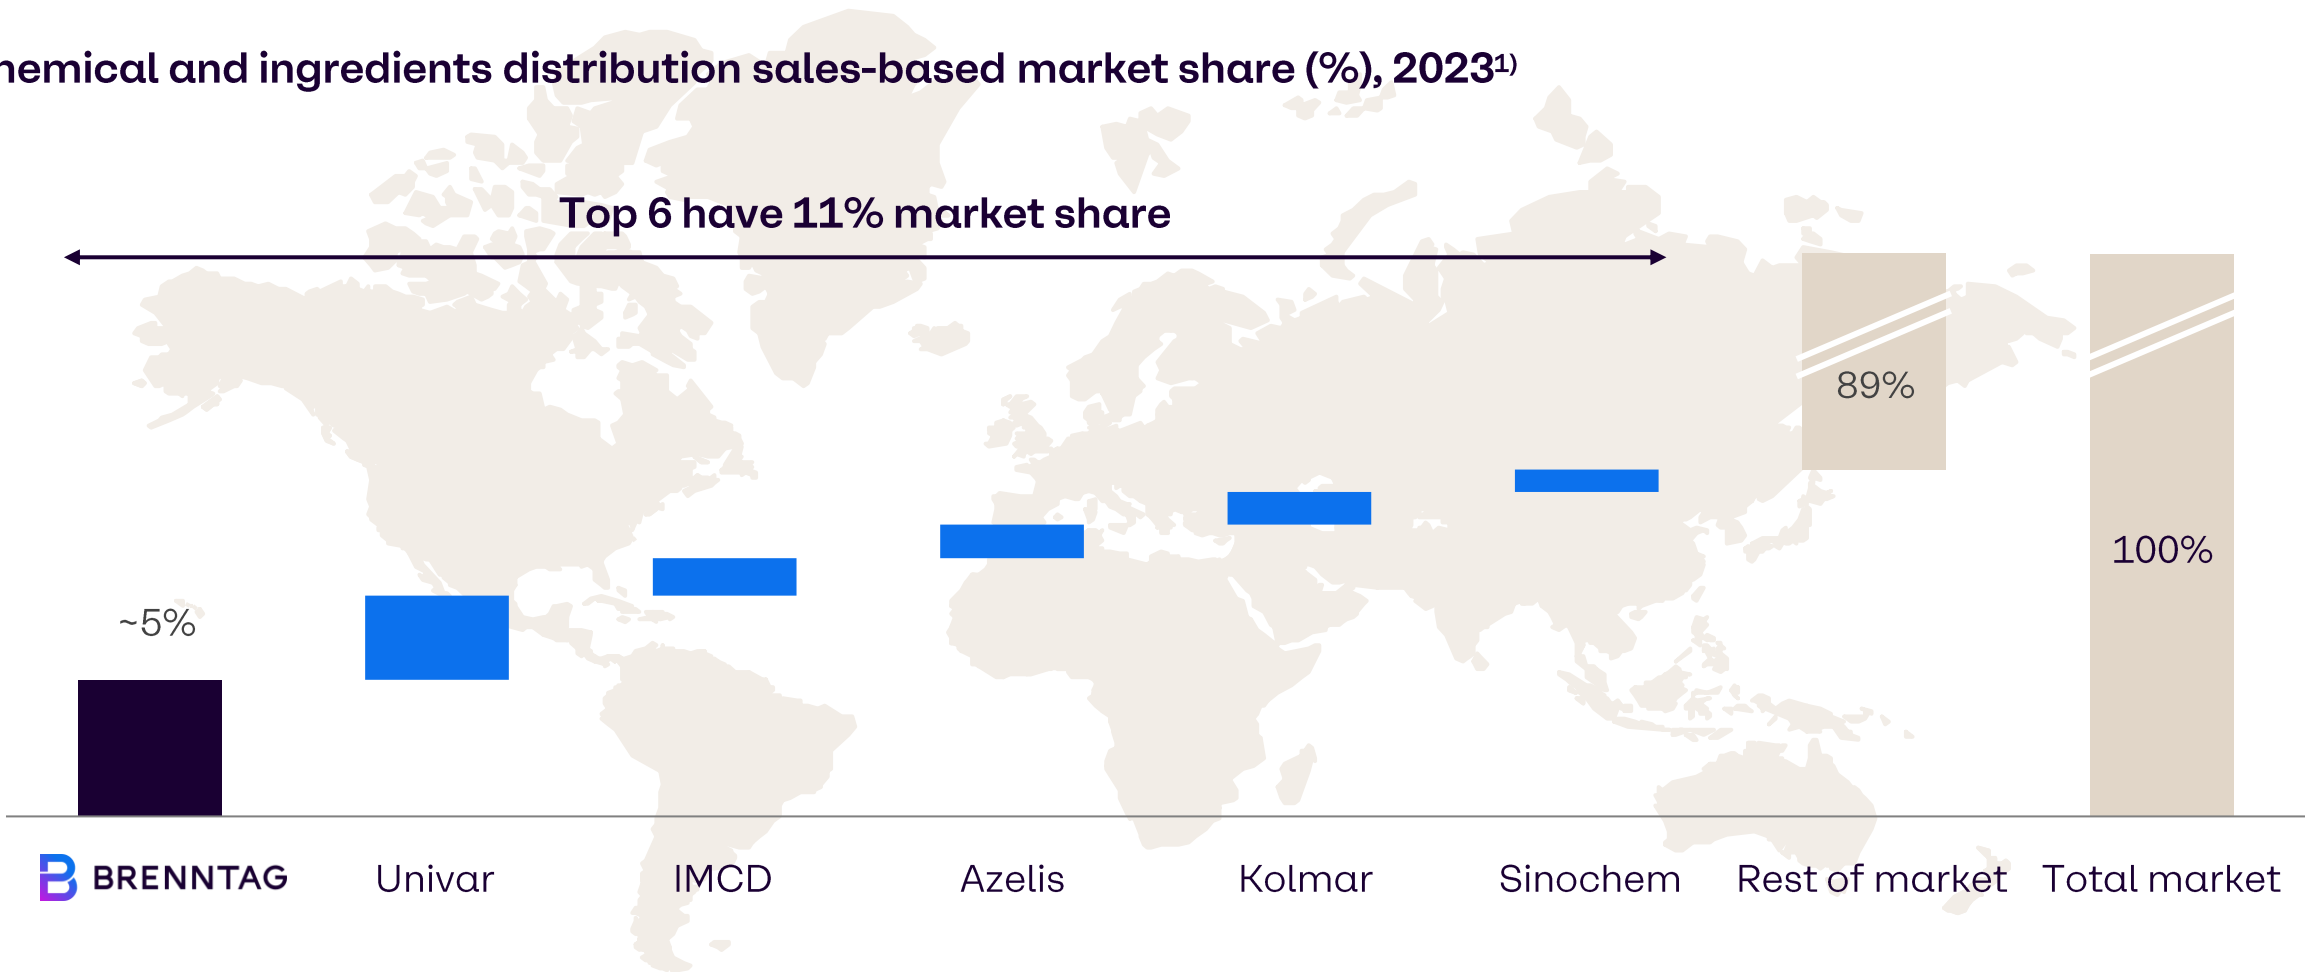 hemical and ingredients distribution sales-based market share (%), 2023¹⁾
Top 6 have 11% market share
89%
100%
~5%
BRENNTAG
Univar
IMCD
Azelis
Kolmar
Sinochem
Rest of market
Total market